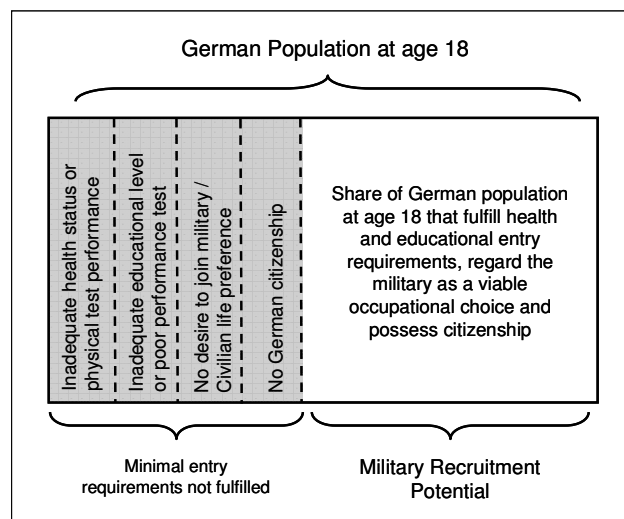 German Population at age 18
Inadequate health status or
physical test performance
Inadequate educational level
or poor performance test
No desire to join military /
Civilian life preference
No German citizenship
Share of German population
at age 18 that fulfill health
and educational entry
requirements, regard the
military as a viable
occupational choice and
possess citizenship
Minimal entry
requirements not fulfilled
Military Recruitment
Potential